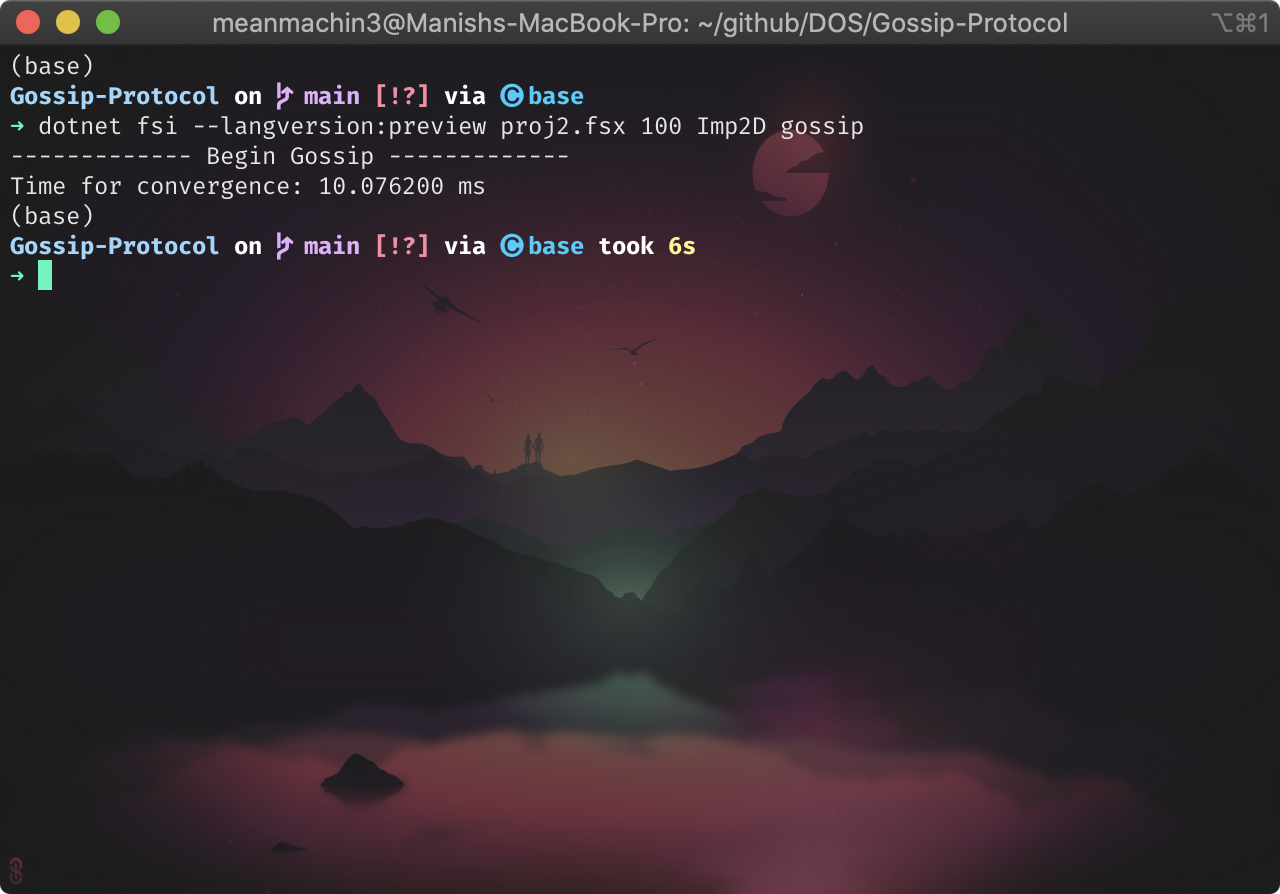 meanmachin3@Manishs-MacBook-Pro: ~/github/DOS/Gossip-Protocol ⌥⌘1
(base)
Gossip-Protocol on main [!?] via ©base
➜ dotnet fsi --langversion:preview proj2.fsx 100 Imp2D gossip
------------- Begin Gossip -------------
Time for convergence: 10.076200 ms
(base)
Gossip-Protocol on main [!?] via ©base took 6s
➜